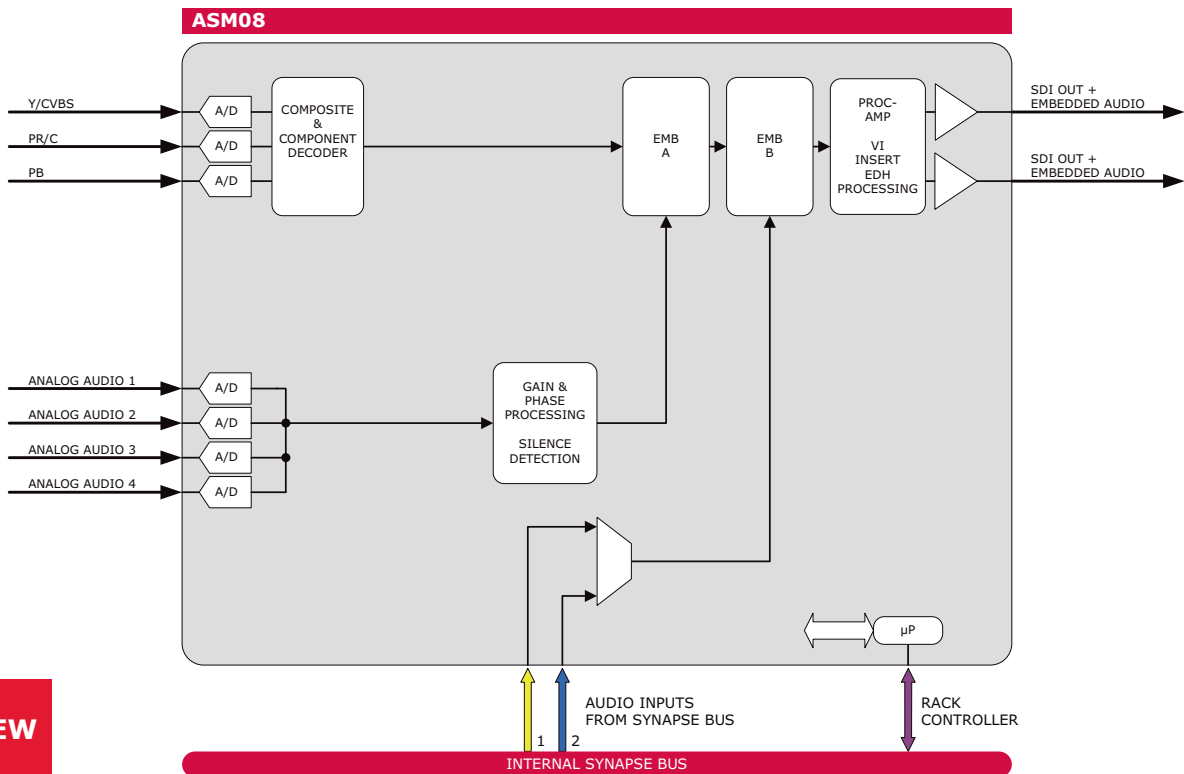 ASM08
Y/CVBS
PR/C
PB
A/D
A/D
A/D
COMPOSITE
&
COMPONENT
DECODER
EMB
A
EMB
B
PROC-
AMP
VI
INSERT
EDH
PROCESSING
SDI OUT +
EMBEDDED AUDIO
SDI OUT +
EMBEDDED AUDIO
ANALOG AUDIO 1
ANALOG AUDIO 2
ANALOG AUDIO 3
ANALOG AUDIO 4
A/D
A/D
A/D
A/D
GAIN &
PHASE
PROCESSING
SILENCE
DETECTION
µP
AUDIO INPUTS
FROM SYNAPSE BUS
1
2
RACK
CONTROLLER
INTERNAL SYNAPSE BUS
EW